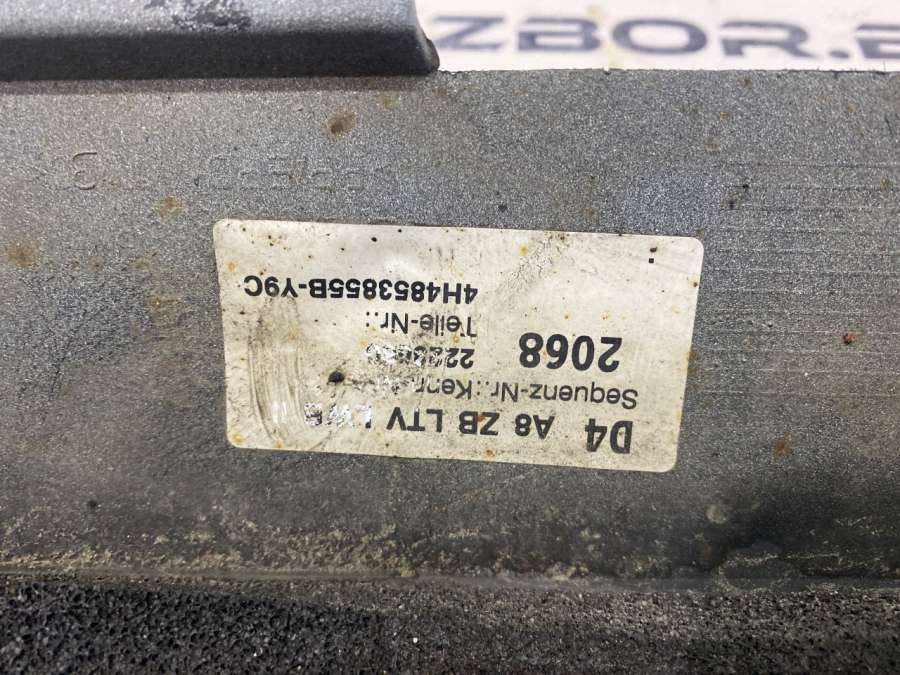 ZBOR.
D4 A8 ZB LTV
Sequenz-Nr.:
2068
Teile-Nr.:
4H4853855B-Y9C